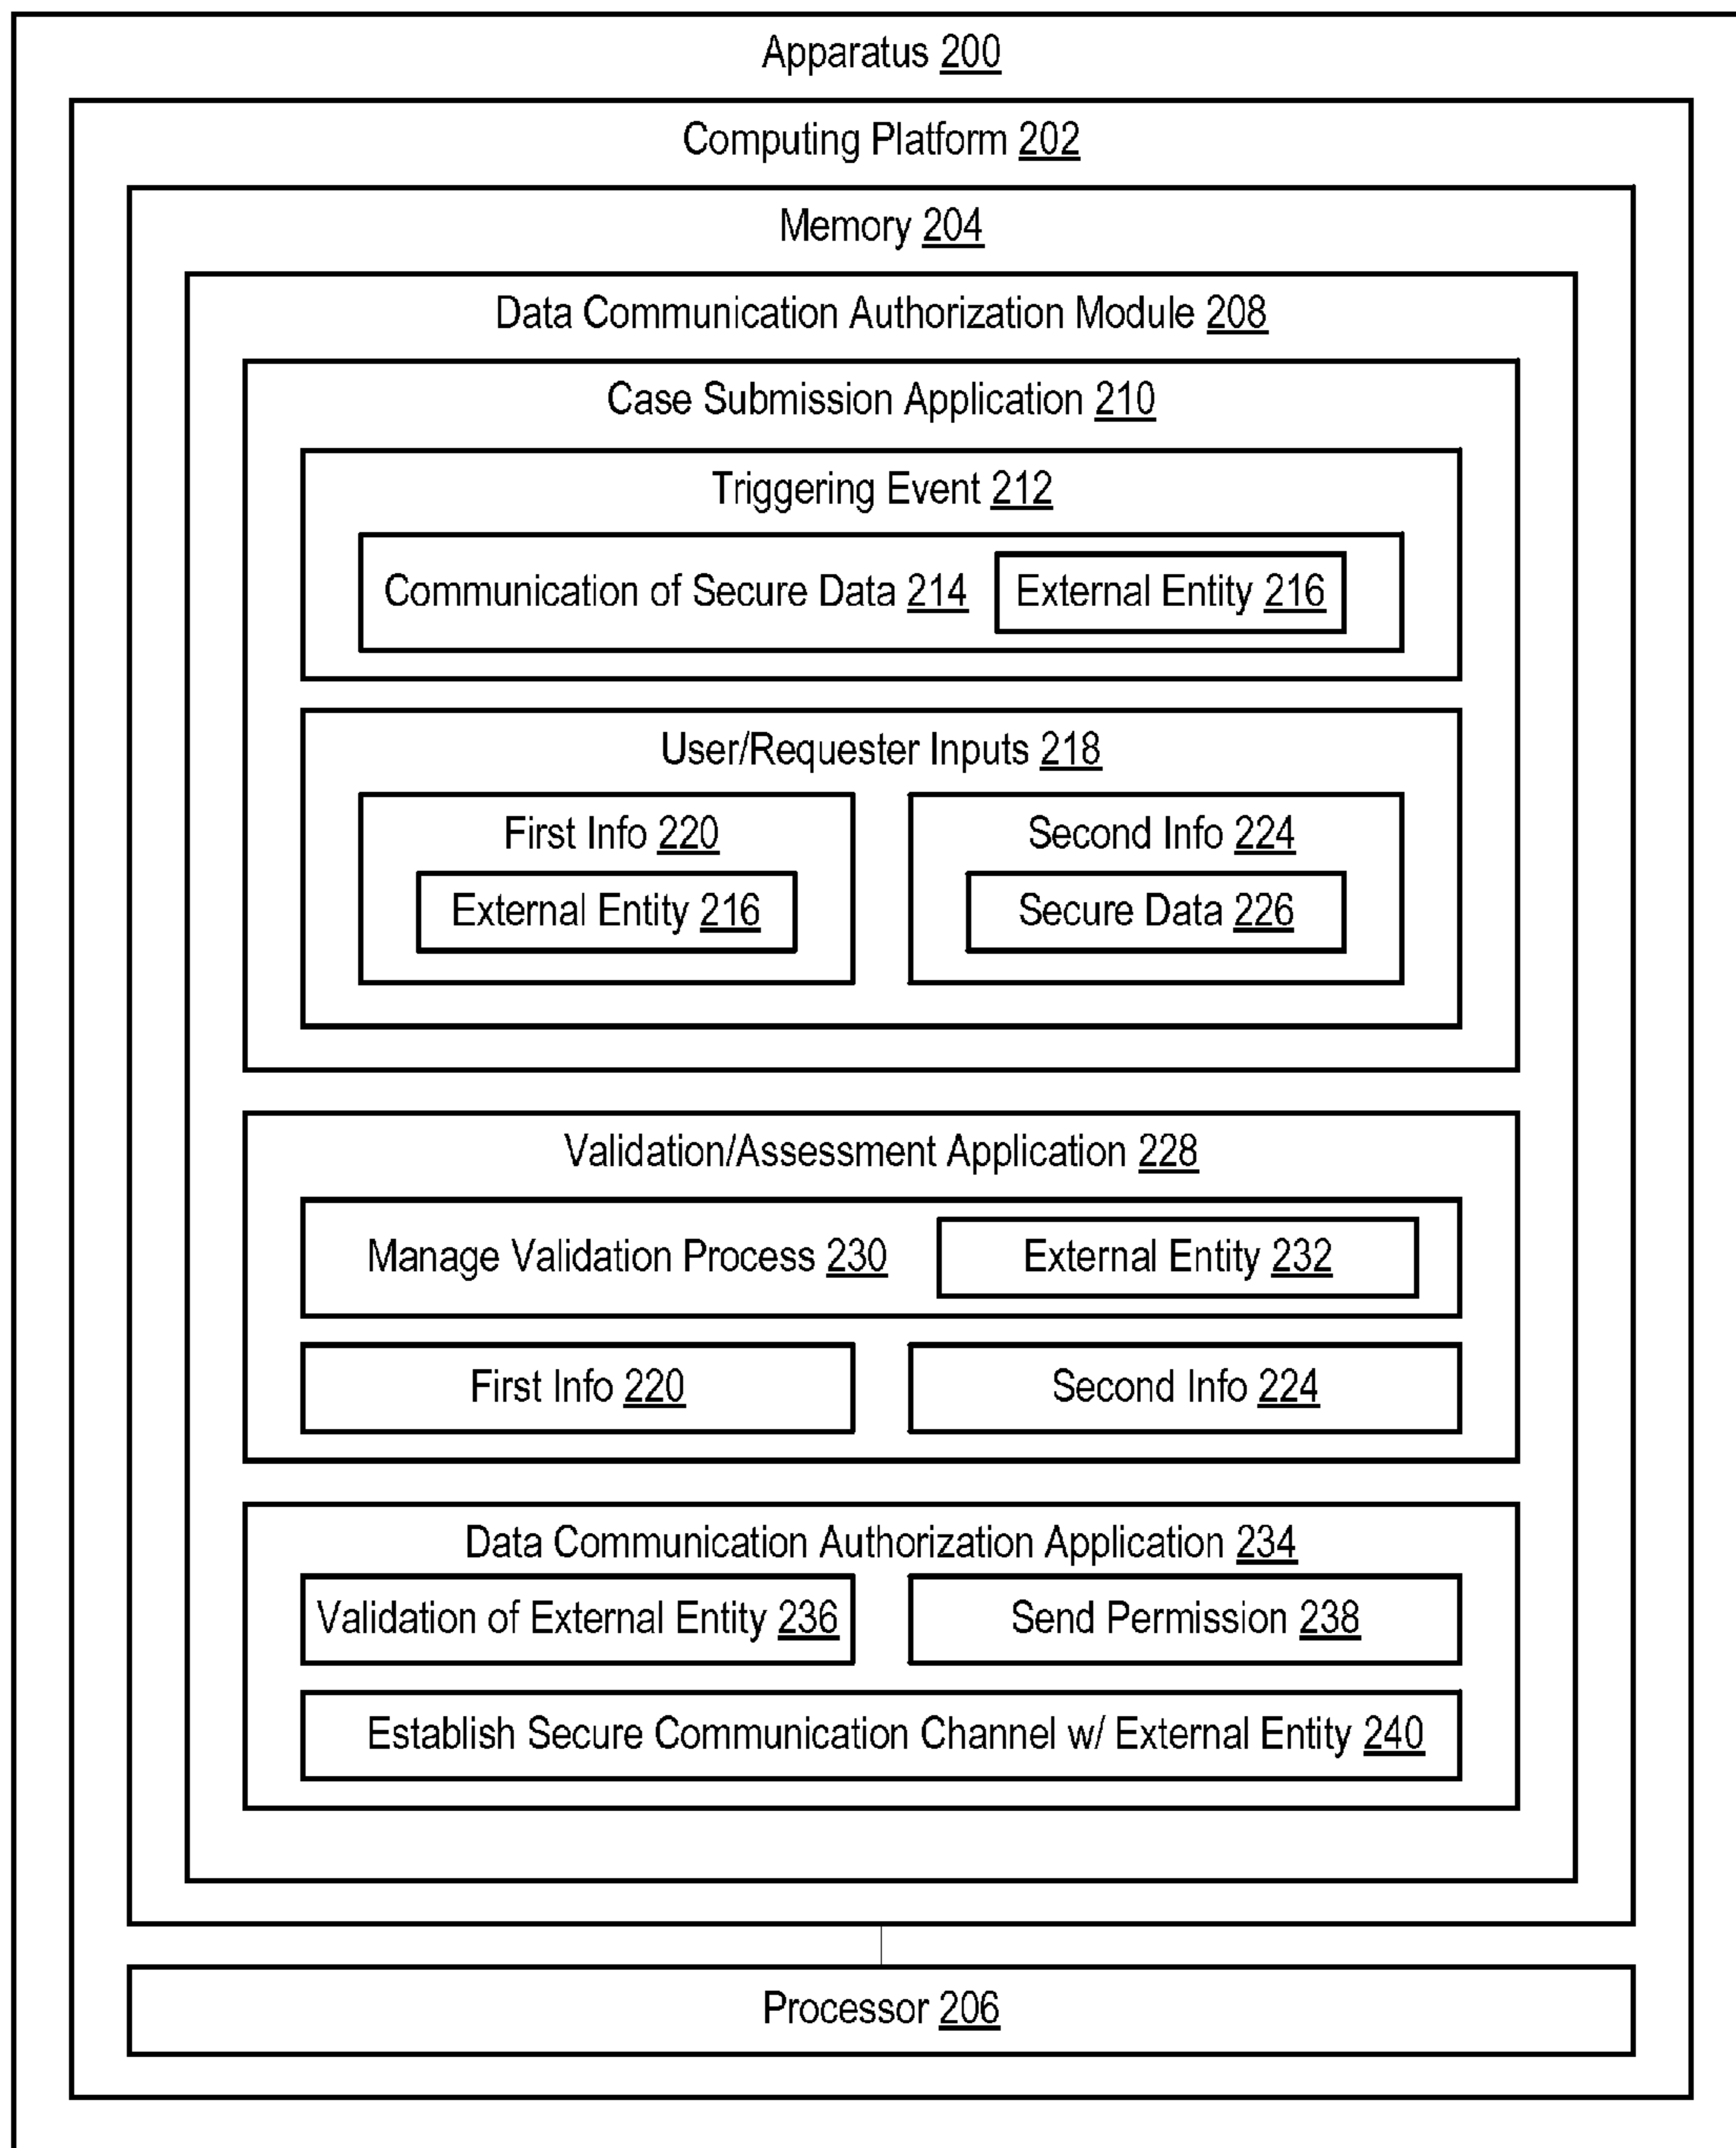 Apparatus 200
Computing Platform 202
Memory 204
Data Communication Authorization Module 208
Case Submission Application 210
Triggering Event 212
Communication of Secure Data 214 External Entity 216
User/Requester Inputs 218
First Info 220 Second Info 224
External Entity 216 Secure Data 226
Validation/Assessment Application 228
Manage Validation Process 230 External Entity 232
First Info 220 Second Info 224
Data Communication Authorization Application 234
Validation of External Entity 236 Send Permission 238
Establish Secure Communication Channel w/ External Entity 240
Processor 206